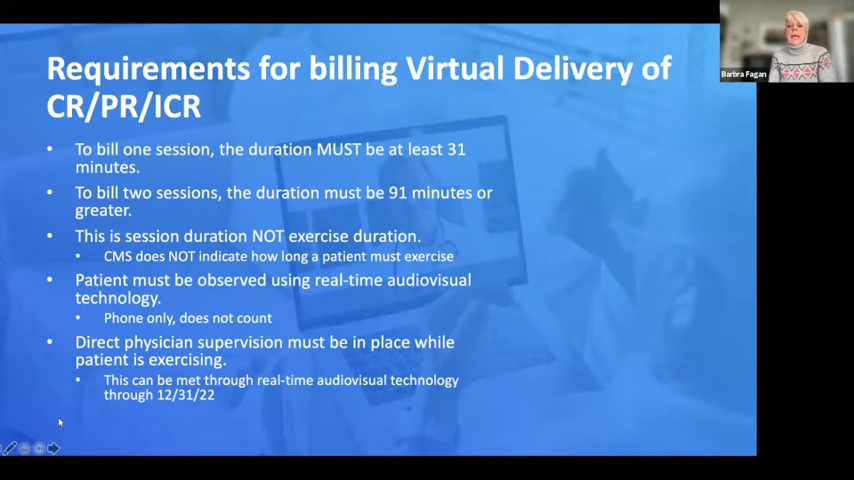 Requirements for billing Virtual Delivery of
CR/PR/ICR
Barbra Fagan
• To bill one session, the duration MUST be at least 31
minutes.
• To bill two sessions, the duration must be 91 minutes or
greater.
• This is session duration NOT exercise duration.
• CMS does NOT indicate how long a patient must exercise
• Patient must be observed using real-time audiovisual
technology.
• Phone only, does not count
• Direct physician supervision must be in place while
patient is exercising.
• This can be met through real-time audiovisual technology
through 12/31/22